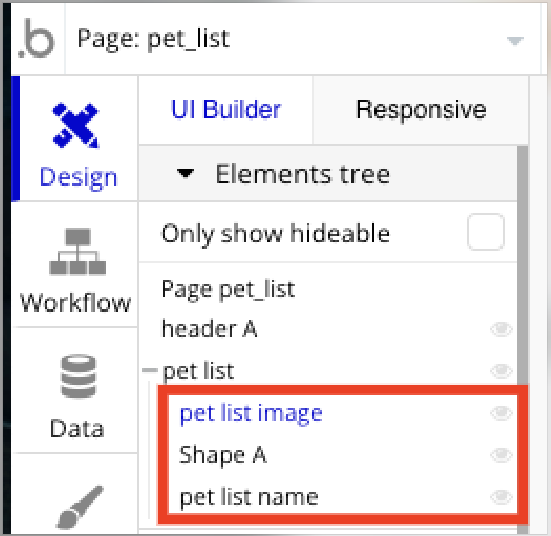 .b
Page: pet_list
UI Builder
Responsive
Design
Elements tree
Only show hideable
Workflow
Page pet_list
header A
pet list
Data
pet list image
Shape A
pet list name